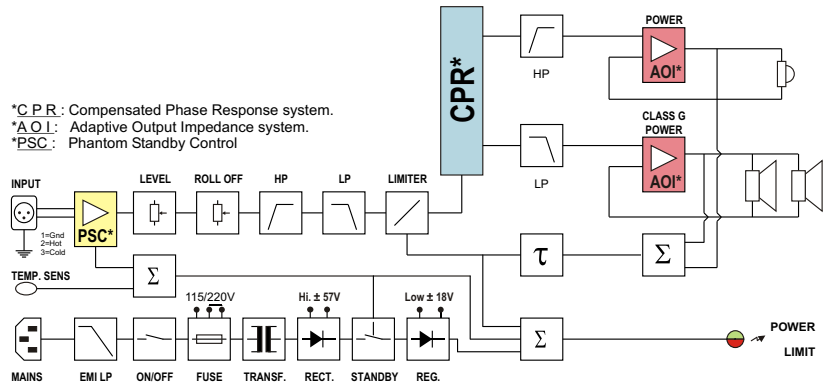 POWER
CPR*
HP
AOI*
*C P R : Compensated Phase Response system.
*A O I : Adaptive Output Impedance system.
*PSC : Phantom Standby Control
CLASS G
POWER
LP
AOI*
INPUT
LEVEL
ROLL OFF
HP
LP
LIMITER
1=Gnd
2=Hot
3=Cold
PSC*
τ
Σ
TEMP. SENS
Σ
115/220V
Hi. ± 57V
Low ± 18V
Σ
POWER
LIMIT
MAINS
EMI LP
ON/OFF
FUSE
TRANSF.
RECT.
STANDBY
REG.